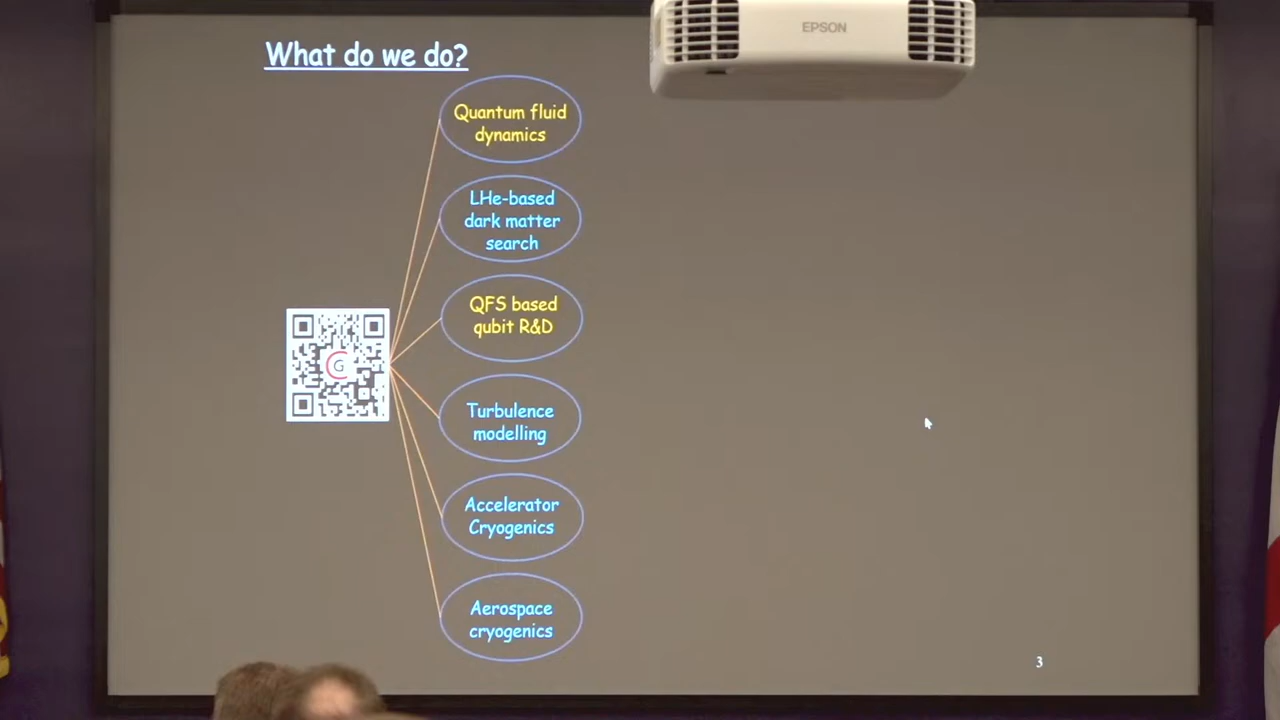 EPSON
What do we do?
Quantum fluid
dynamics
LHe-based
dark matter
search
QFS based
qubit R&D
G
Turbulence
modelling
Accelerator
Cryogenics
Aerospace
cryogenics
3